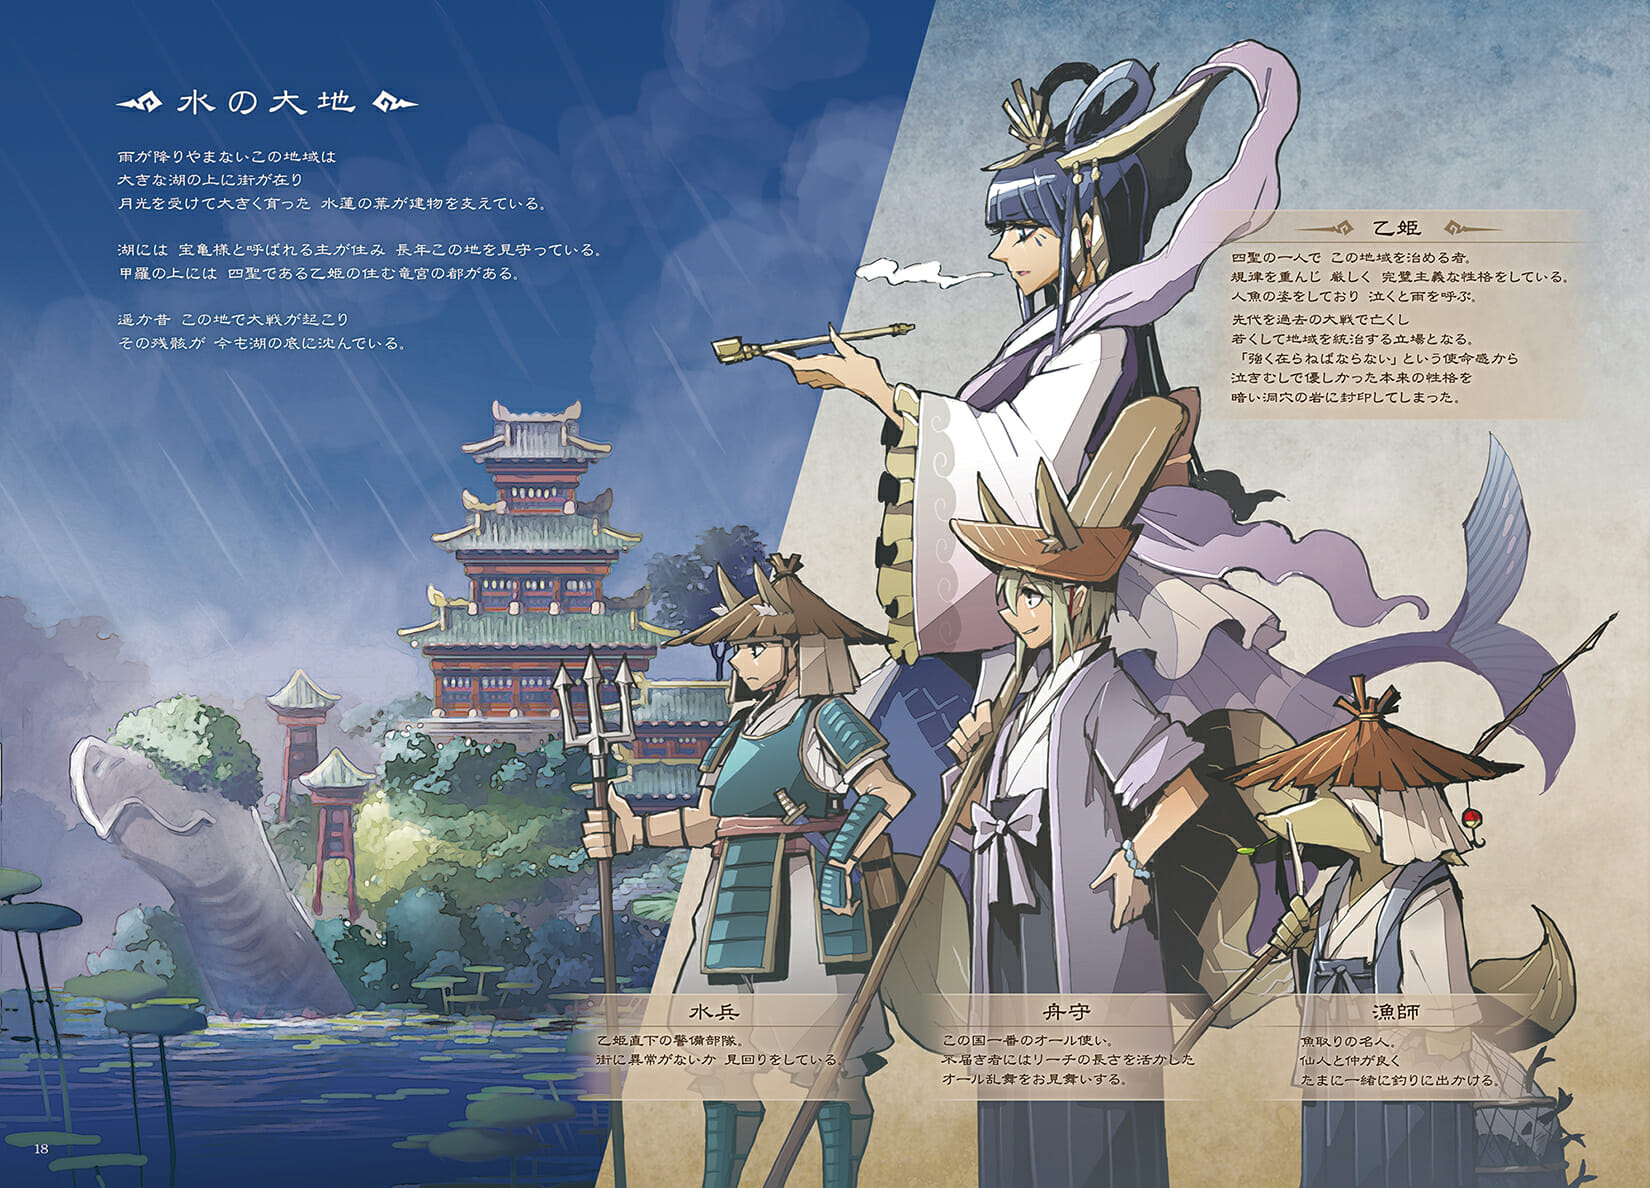 水の大地
雨が降りやまないこの地域は
大きな湖の上に街が在り
月光を受けて大きく育った 水蓮の葉が建物を支えている。
湖には 宝亀様と呼ばれる主が住み 長年この地を見守っている。
甲羅の上には 四聖である乙姫の住む竜宮の都がある。
遥か昔 この地で大戦が起こり
その残骸が 今も湖の底に沈んでいる。
乙姫
四聖の一人で この地域を治める者。
規律を重んじ 厳しく 完璧主義な性格をしている。
人魚の姿をしており 泣くと雨を呼ぶ。
先代を過去の大戦で亡くし
若くして地域を統治する立場となる。
「強く在らねばならない」という使命感から
泣きむしで優しかった本来の性格を
暗い洞穴の岩に封印してしまった。
水兵
乙姫直下の警備部隊。
街に異常がないか 見回りをしている。
舟守
この国一番のオール使い。
不届き者にはリーチの長さを活かした
オール乱舞をお見舞いする。
漁師
魚取りの名人。
仙人と仲が良く
たまに一緒に釣りに出かける。
18